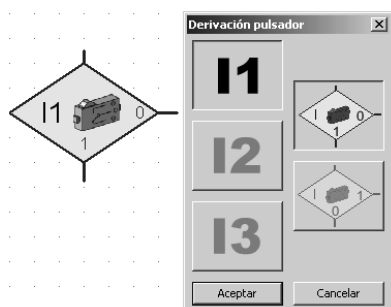 I1 0
1
Derivación pulsador
I1
I2
I3
I 0
1
I 1
0
Aceptar
Cancelar